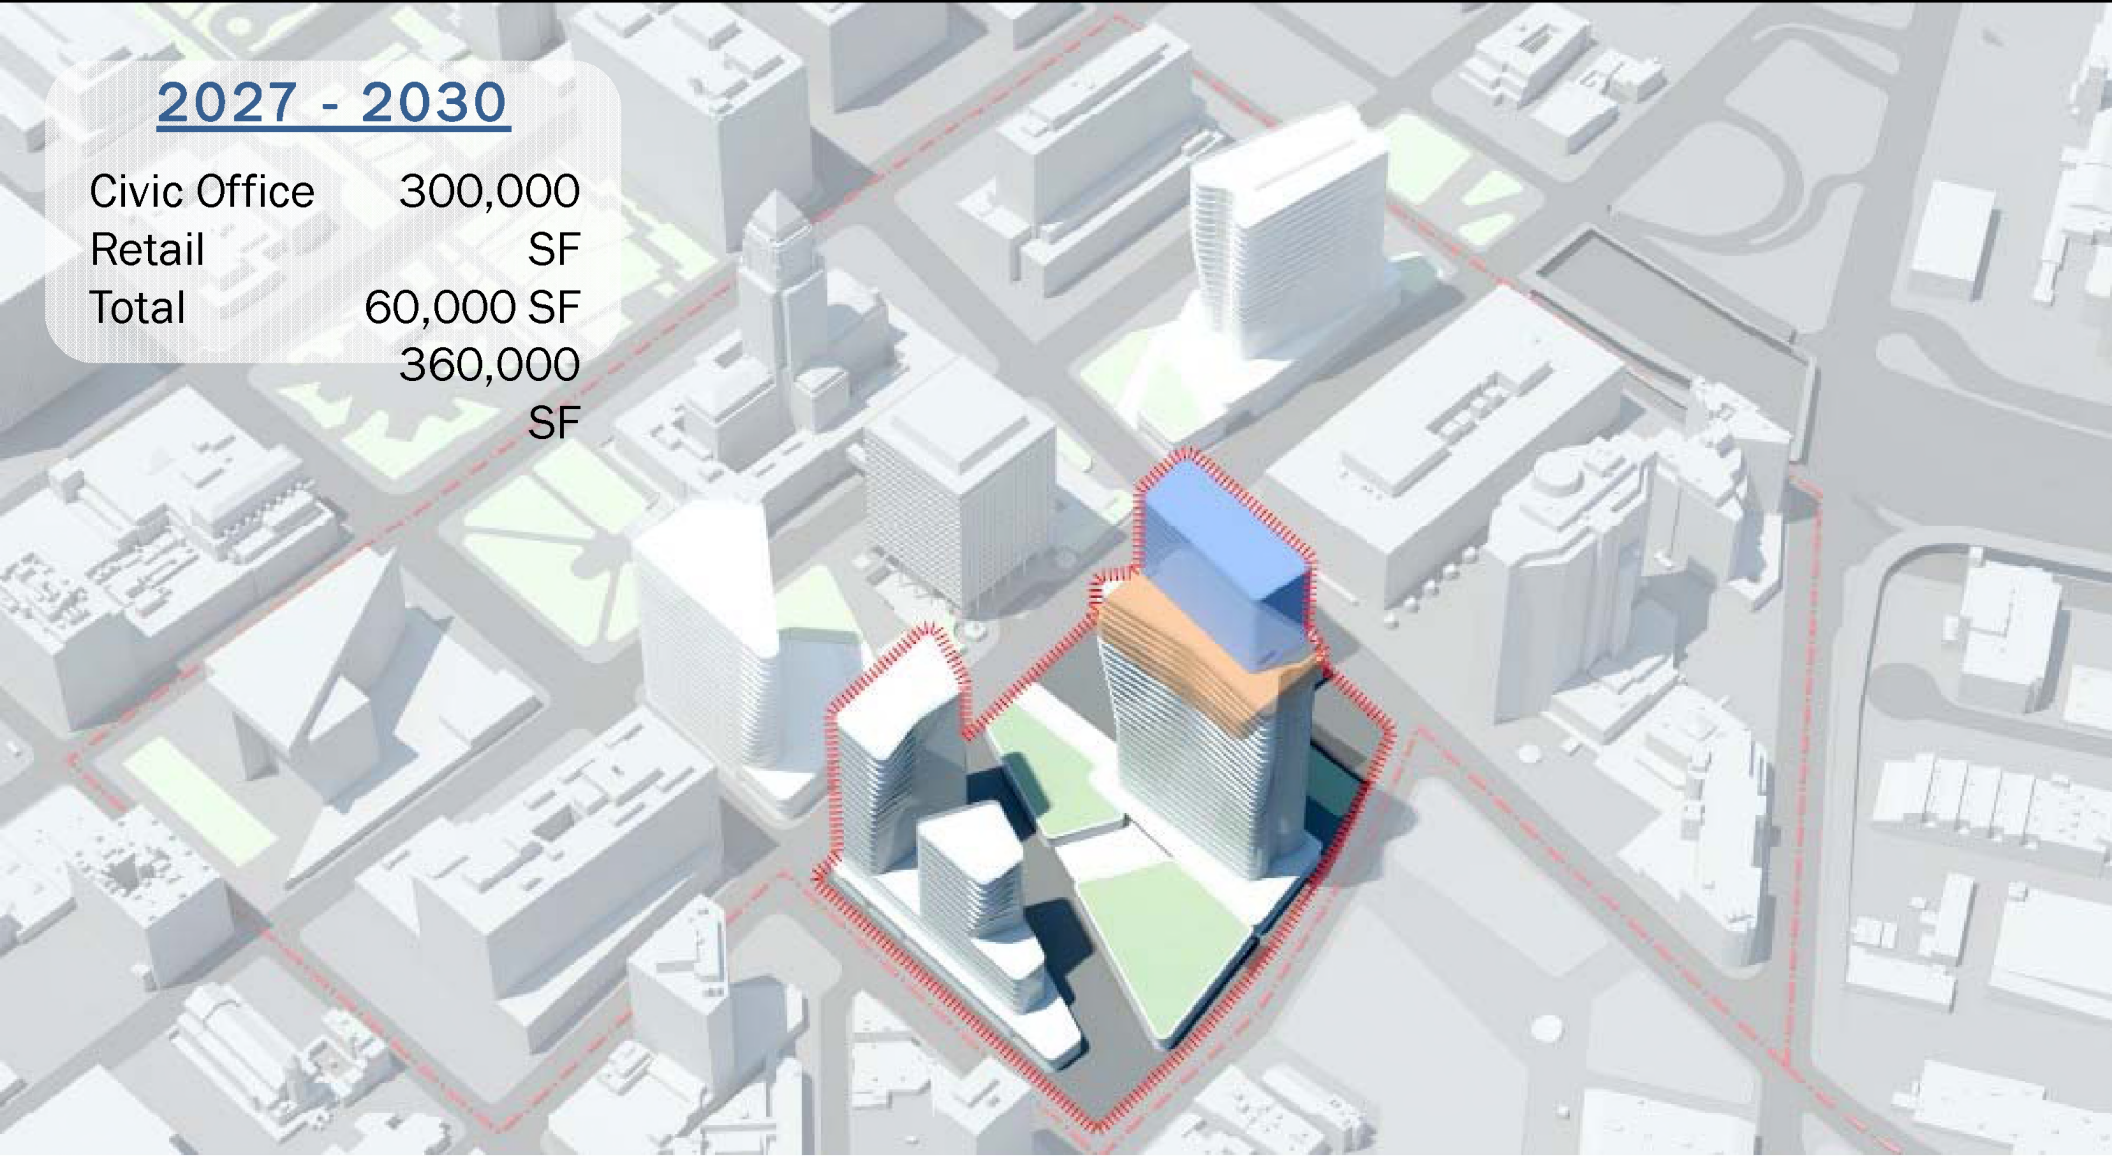 2027 - 2030
Civic Office 300,000
Retail SF
Total 60,000 SF
360,000
SF